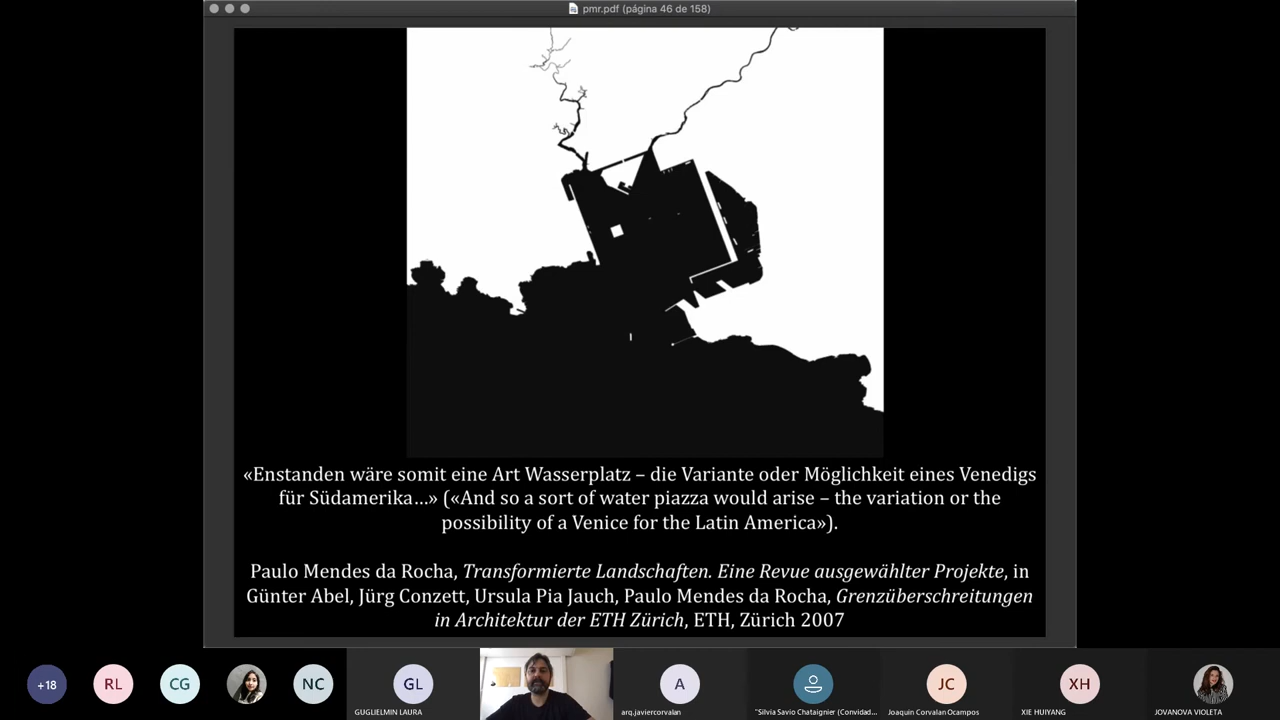 pmr.pdf (página 46 de 158)
«Enstanden wäre somit eine Art Wasserplatz – die Variante oder Möglichkeit eines Venedigs
für Südamerika...» («And so a sort of water piazza would arise – the variation or the
possibility of a Venice for the Latin America»).
Paulo Mendes da Rocha, Transformierte Landschaften. Eine Revue ausgewählter Projekte, in
Günter Abel, Jürg Conzett, Ursula Pia Jauch, Paulo Mendes da Rocha, Grenzüberschreitungen
in Architektur der ETH Zürich, ETH, Zürich 2007
+18
RL
CG
NC
GL
A
JC
XH
GUGLIELMIN LAURA
arq.javiercorvalan
"Silvia Savio Chataignier (Convidad...
Joaquin Corvalan Ocampos
XIE HUIYANG
JOVANOVA VIOLETA